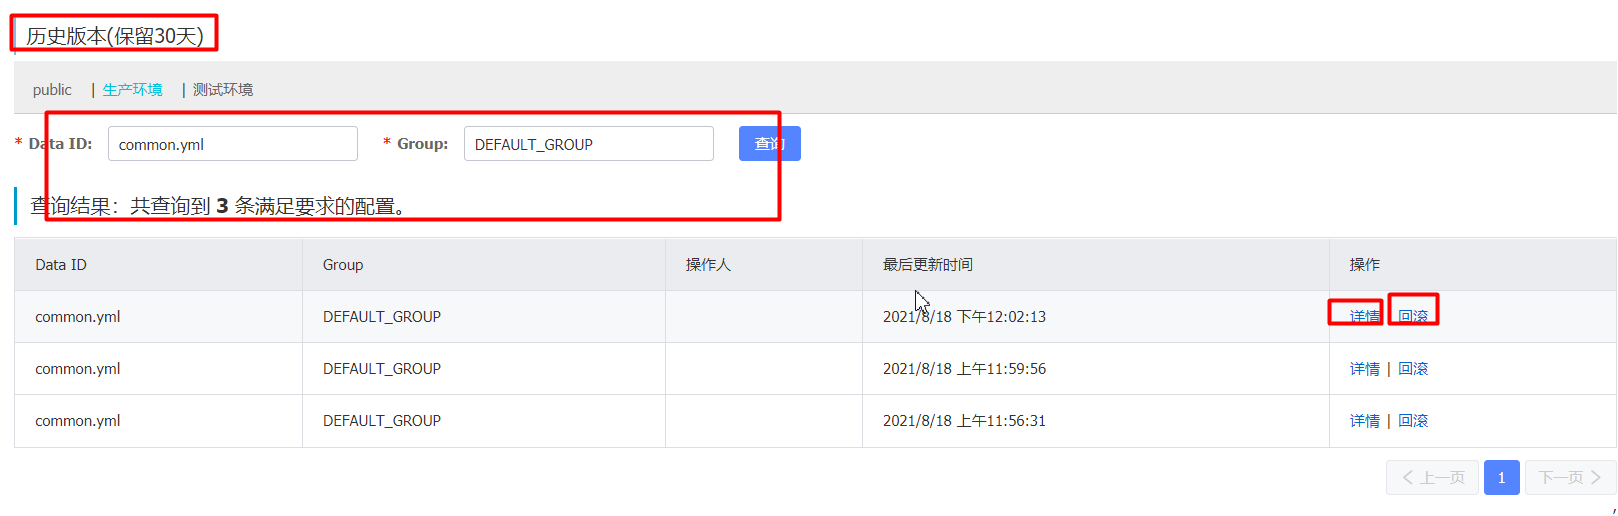 历史版本(保留30天)
public | 生产环境 | 测试环境
* Data ID: common.yml * Group: DEFAULT_GROUP 查询
查询结果：共查询到 3 条满足要求的配置。
Data ID Group 操作人 最后更新时间 操作
common.yml DEFAULT_GROUP 2021/8/18 下午12:02:13 详情 回滚
common.yml DEFAULT_GROUP 2021/8/18 上午11:59:56 详情 | 回滚
common.yml DEFAULT_GROUP 2021/8/18 上午11:56:31 详情 | 回滚
上一页 1 下一页